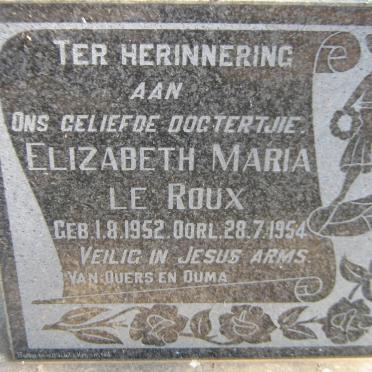 TER HERINNERING
AAN
ONS GELIEFDE DOGTERTJIE.
ELIZABETH MARIA
LE ROUX
GEB. 1.8.1952. OORL. 28.7.1954
VEILIG IN JESUS ARMS.
VAN OUERS EN OUMA